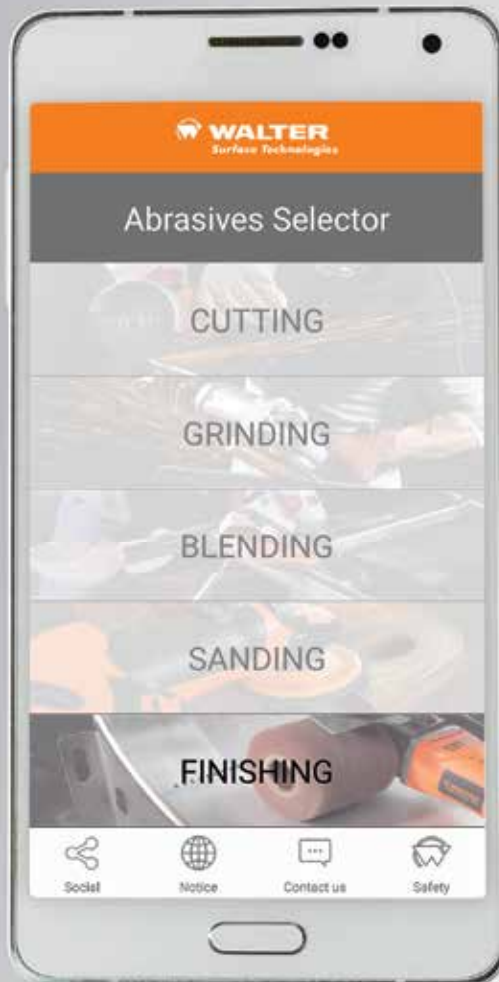 WALTER
Surface Technologies
Abrasives Selector
CUTTING
GRINDING
BLENDING
SANDING
FINISHING
Social
Notice
Contact us
Safety